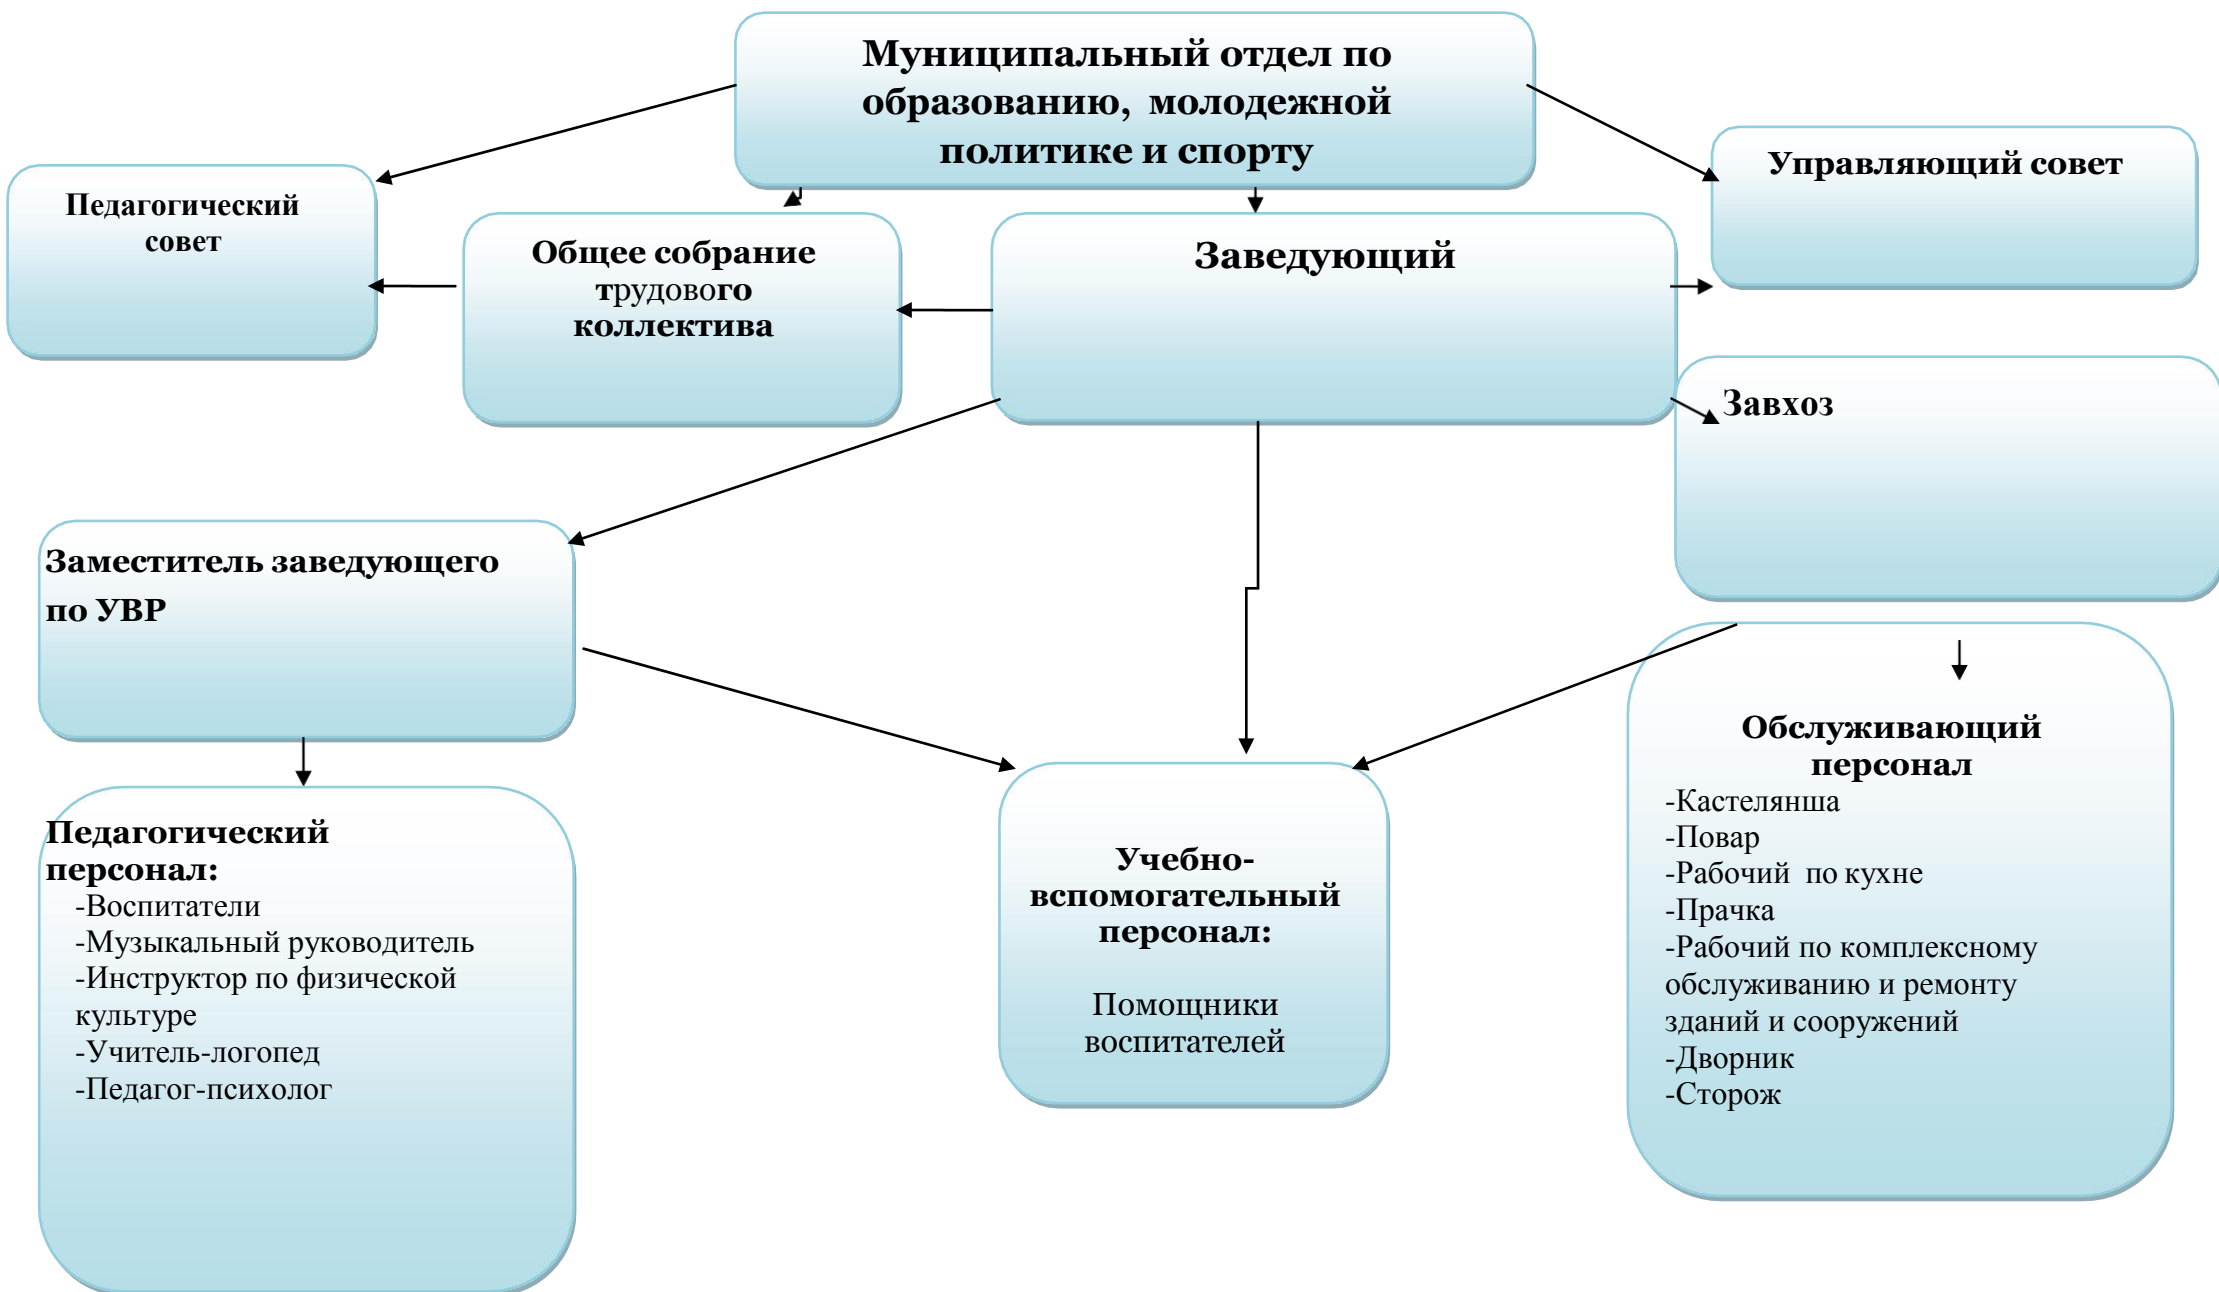 Муниципальный отдел по
образованию,  молодежной
политике и спорту
Управляющий совет
Педагогический
совет
Общее собрание
трудового
коллектива
Заведующий
Завхоз
Заместитель заведующего
по УВР
Педагогический
персонал:
-Воспитатели
-Музыкальный руководитель
-Инструктор по физической
культуре
-Учитель-логопед
-Педагог-психолог
Учебно-
вспомогательный
персонал:
Помощники
воспитателей
Обслуживающий
персонал
-Кастелянша
-Повар
-Рабочий  по кухне
-Прачка
-Рабочий по комплексному
обслуживанию и ремонту
зданий и сооружений
-Дворник
-Сторож